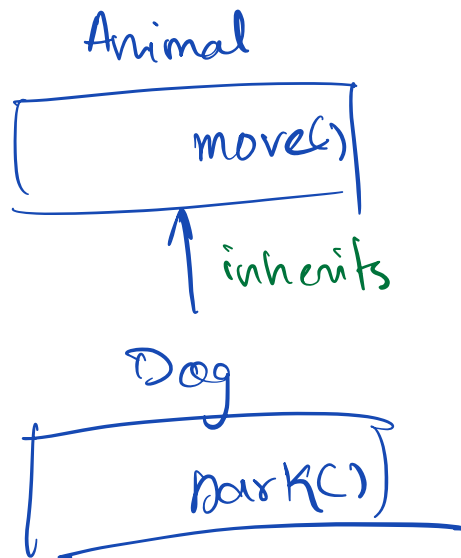 Animal
move()
inherits
Dog
bark()